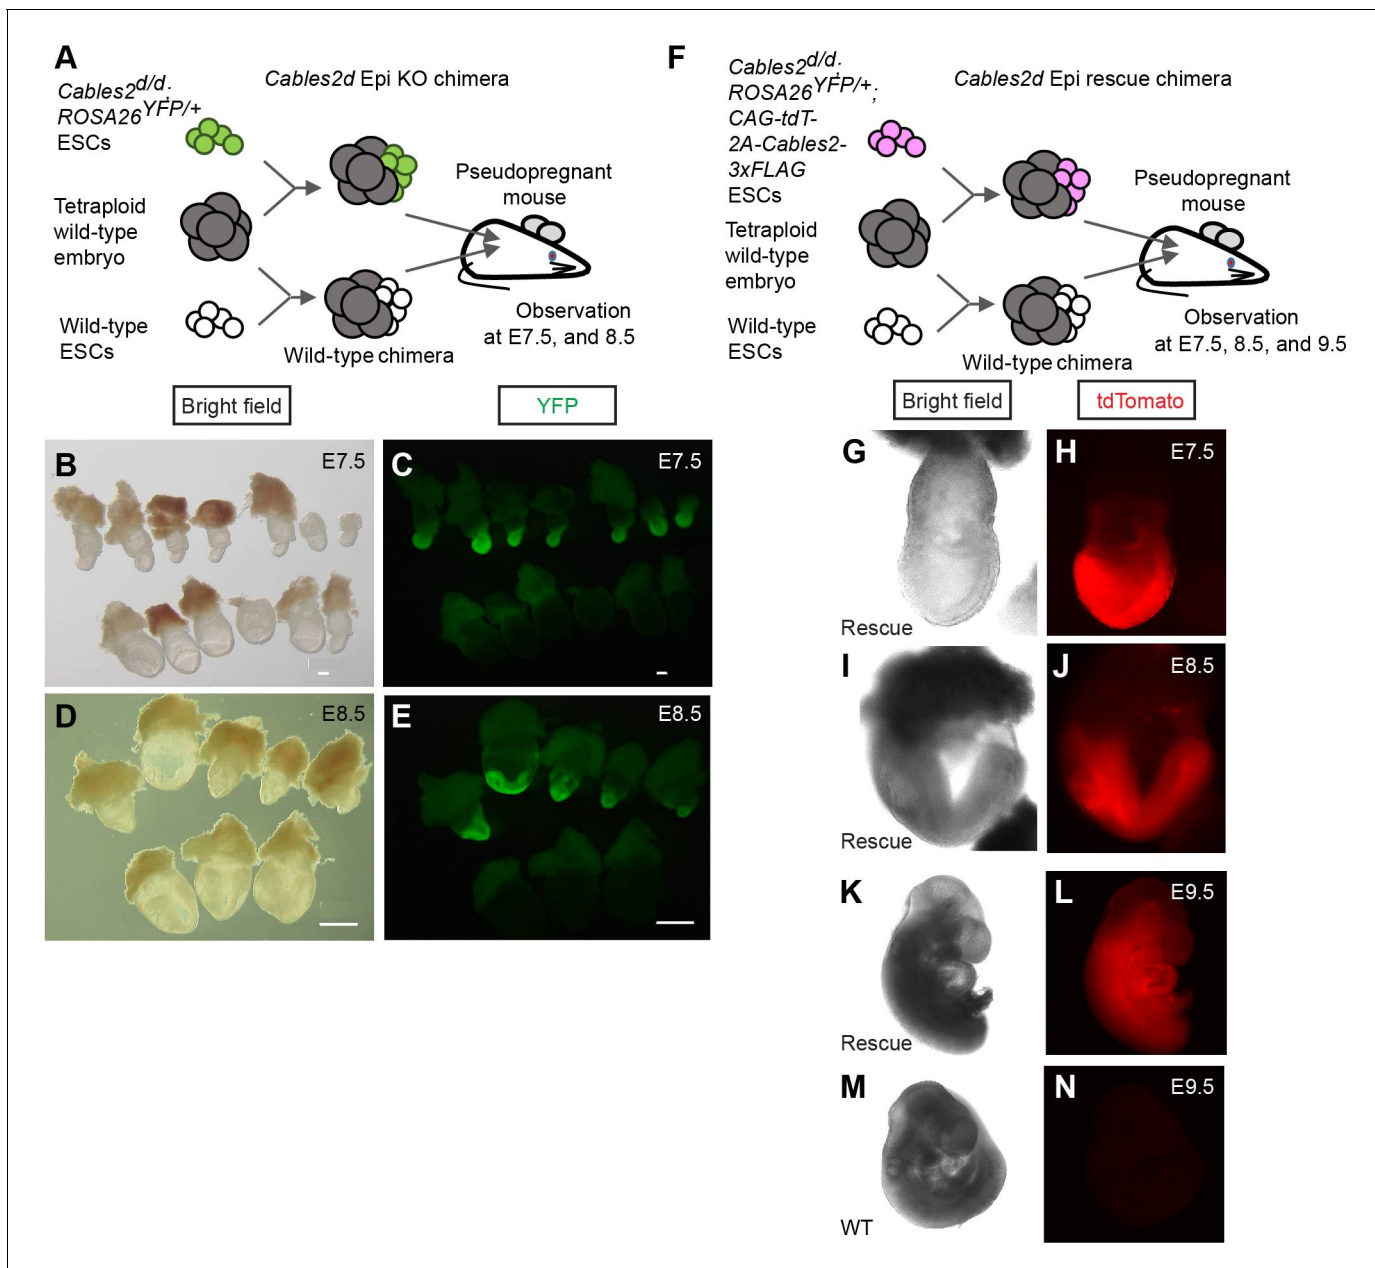 A
Cables2d/d;
ROSA26YFP/+
ESCs
Cables2d Epi KO chimera
Tetraploid
wild-type
embryo
Pseudopregnant
mouse
Wild-type
ESCs
Wild-type chimera
Observation
at E7.5, and 8.5
Bright field
YFP
B
E7.5
C
E7.5
D
E8.5
E
E8.5
F
Cables2d/d;
ROSA26YFP/+;
CAG-tdT-
2A-Cables2-
3xFLAG
ESCs
Cables2d Epi rescue chimera
Tetraploid
wild-type
embryo
Pseudopregnant
mouse
Wild-type
ESCs
Wild-type chimera
Observation
at E7.5, 8.5, and 9.5
Bright field
tdTomato
G
Rescue
H
E7.5
I
Rescue
J
E8.5
K
Rescue
L
E9.5
M
WT
N
E9.5